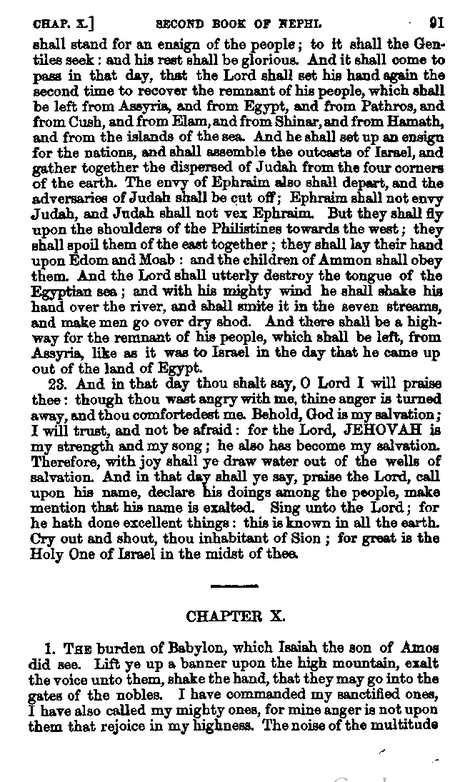 CHAP. X.] SECOND BOOK OF NEPHI. 91
shall stand for an ensign of the people; to it shall the Gen-
tiles seek: and his rest shall be glorious. And it shall come to
pass in that day, that the Lord shall set his hand again the
second time to recover the remnant of his people, which shall
be left from Assyria, and from Egypt, and from Pathros, and
from Cush, and from Elam, and from Shinar, and from Hamath,
and from the islands of the sea. And he shall set up an ensign
for the nations, and shall assemble the outcasts of Israel, and
gather together the dispersed of Judah from the four corners
of the earth. The envy of Ephraim also shall depart, and the
adversaries of Judah shall be cut off; Ephraim shall not envy
Judah, and Judah shall not vex Ephraim. But they shall fly
upon the shoulders of the Philistines towards the west; they
shall spoil them of the east together; they shall lay their hand
upon Edom and Moab: and the children of Ammon shall obey
them. And the Lord shall utterly destroy the tongue of the
Egyptian sea; and with his mighty wind he shall shake his
hand over the river, and shall smite it in the seven streams,
and make men go over dry shod. And there shall be a high-
way for the remnant of his people, which shall be left, from
Assyria, like as it was to Israel in the day that he came up
out of the land of Egypt.
23. And in that day thou shalt say, O Lord I will praise
thee: though thou wast angry with me, thine anger is turned
away, and thou comfortedest me. Behold, God is my salvation;
I will trust, and not be afraid: for the Lord, JEHOVAH is
my strength and my song; he also has become my salvation.
Therefore, with joy shall ye draw water out of the wells of
salvation. And in that day shall ye say, praise the Lord, call
upon his name, declare his doings among the people, make
mention that his name is exalted. Sing unto the Lord; for
he hath done excellent things: this is known in all the earth.
Cry out and shout, thou inhabitant of Sion; for great is the
Holy One of Israel in the midst of thee.
CHAPTER X.
1. THE burden of Babylon, which Isaiah the son of Amos
did see. Lift ye up a banner upon the high mountain, exalt
the voice unto them, shake the hand, that they may go into the
gates of the nobles. I have commanded my sanctified ones,
I have also called my mighty ones, for mine anger is not upon
them that rejoice in my highness. The noise of the multitude